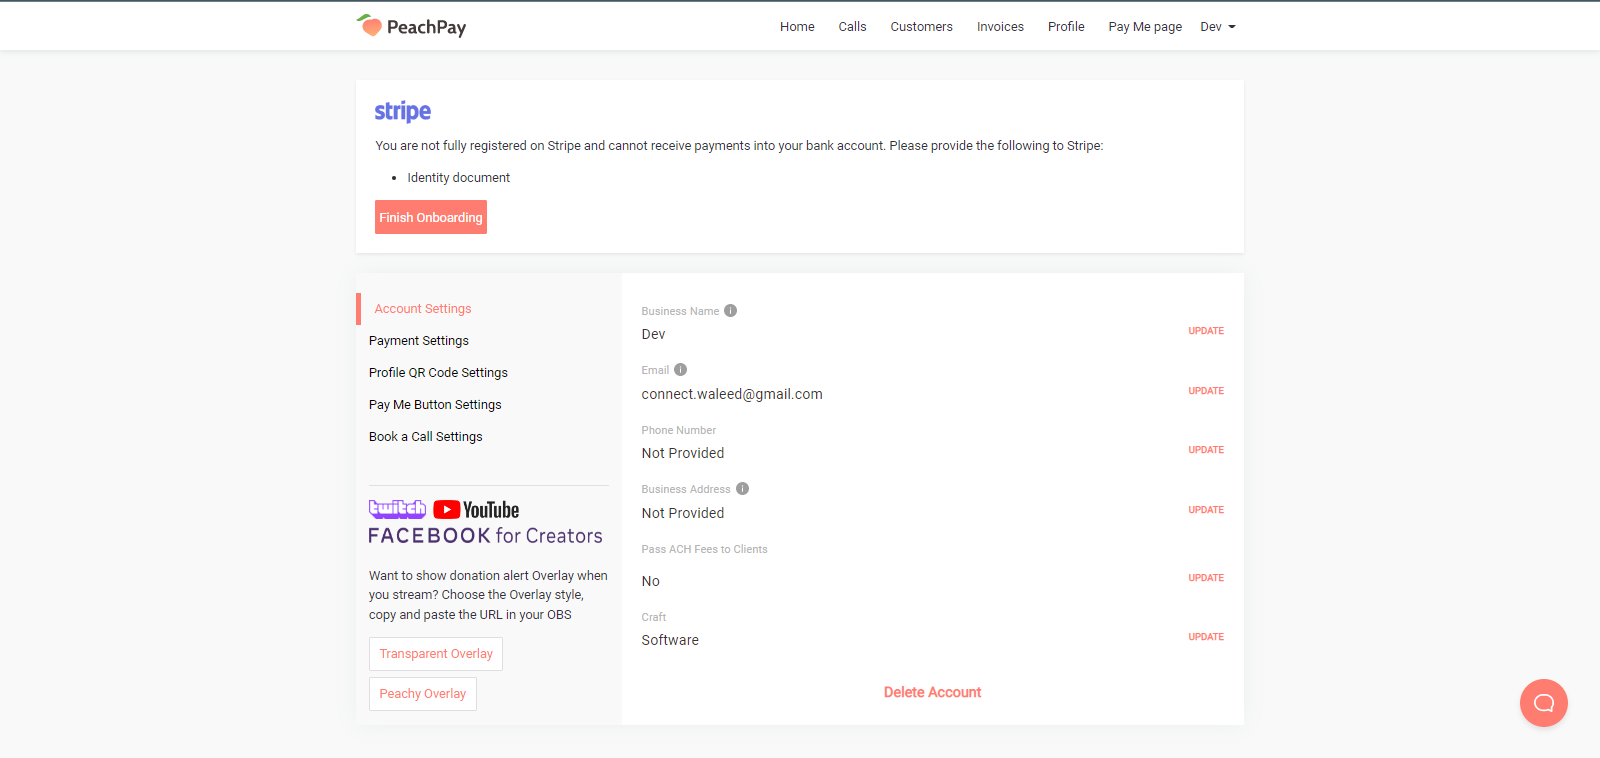 PeachPay
Home Calls Customers Invoices Profile Pay Me page Dev
stripe
You are not fully registered on Stripe and cannot receive payments into your bank account. Please provide the following to Stripe:
• Identity document
Finish Onboarding
Account Settings
Payment Settings
Profile QR Code Settings
Pay Me Button Settings
Book a Call Settings
twitch YouTube
FACEBOOK for Creators
Want to show donation alert Overlay when
you stream? Choose the Overlay style,
copy and paste the URL in your OBS
Transparent Overlay
Peachy Overlay
Business Name i
Dev UPDATE
Email i
connect.waleed@gmail.com UPDATE
Phone Number
Not Provided UPDATE
Business Address i
Not Provided UPDATE
Pass ACH Fees to Clients
No UPDATE
Craft
Software UPDATE
Delete Account